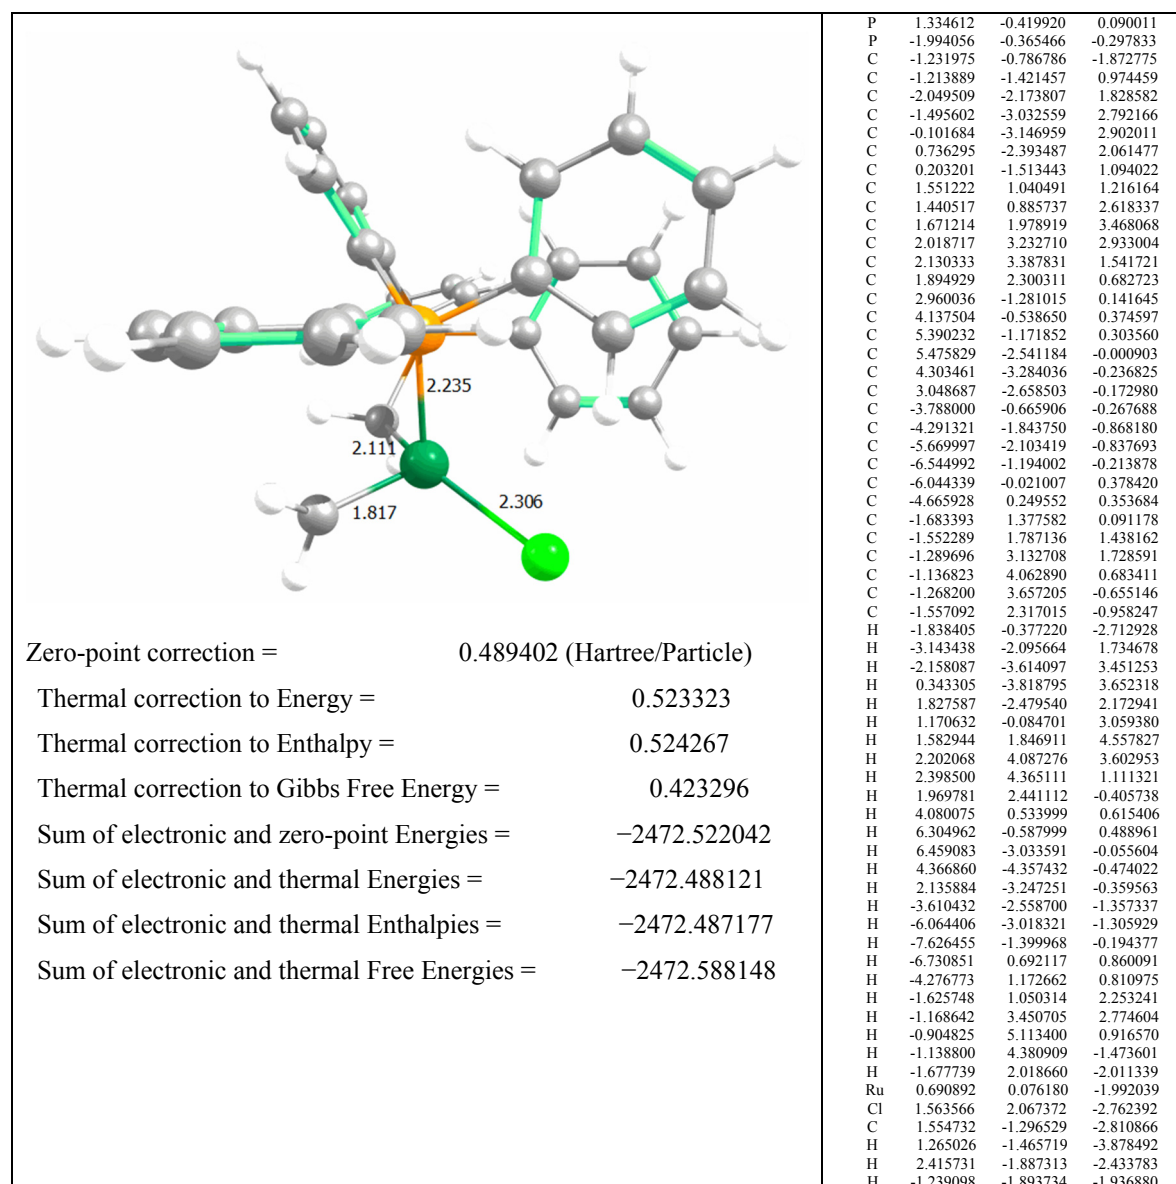 2.235
2.111
1.817
2.306
Zero-point correction = 0.489402 (Hartree/Particle)
Thermal correction to Energy = 0.523323
Thermal correction to Enthalpy = 0.524267
Thermal correction to Gibbs Free Energy = 0.423296
Sum of electronic and zero-point Energies = −2472.522042
Sum of electronic and thermal Energies = −2472.488121
Sum of electronic and thermal Enthalpies = −2472.487177
Sum of electronic and thermal Free Energies = −2472.588148
P 1.334612 -0.419920 0.090011
P -1.994056 -0.365466 -0.297833
C -1.231975 -0.786786 -1.872775
C -1.213889 -1.421457 0.974459
C -2.049509 -2.173807 1.828582
C -1.495602 -3.032559 2.792166
C -0.101684 -3.146959 2.902011
C 0.736295 -2.393487 2.061477
C 0.203201 -1.513443 1.094022
C 1.551222 1.040491 1.216164
C 1.440517 0.885737 2.618337
C 1.671214 1.978919 3.468068
C 2.018717 3.232710 2.933004
C 2.130333 3.387831 1.541721
C 1.894929 2.300311 0.682723
C 2.960036 -1.281015 0.141645
C 4.137504 -0.538650 0.374597
C 5.390232 -1.171852 0.303560
C 5.475829 -2.541184 -0.000903
C 4.303461 -3.284036 -0.236825
C 3.048687 -2.658503 -0.172980
C -3.788000 -0.665906 -0.267688
C -4.291321 -1.843750 -0.868180
C -5.669997 -2.103419 -0.837693
C -6.544992 -1.194002 -0.213878
C -6.044339 -0.021007 0.378420
C -4.665928 0.249552 0.353684
C -1.683393 1.377582 0.091178
C -1.552289 1.787136 1.438162
C -1.289696 3.132708 1.728591
C -1.136823 4.062890 0.683411
C -1.268200 3.657205 -0.655146
C -1.557092 2.317015 -0.958247
H -1.838405 -0.377220 -2.712928
H -3.143438 -2.095664 1.734678
H -2.158087 -3.614097 3.451253
H 0.343305 -3.818795 3.652318
H 1.827587 -2.479540 2.172941
H 1.170632 -0.084701 3.059380
H 1.582944 1.846911 4.557827
H 2.202068 4.087276 3.602953
H 2.398500 4.365111 1.111321
H 1.969781 2.441112 -0.405738
H 4.080075 0.533999 0.615406
H 6.304962 -0.587999 0.488961
H 6.459083 -3.033591 -0.055604
H 4.366860 -4.357432 -0.474022
H 2.135884 -3.247251 -0.359563
H -3.610432 -2.558700 -1.357337
H -6.064406 -3.018321 -1.305929
H -7.626455 -1.399968 -0.194377
H -6.730851 0.692117 0.860091
H -4.276773 1.172662 0.810975
H -1.625748 1.050314 2.253241
H -1.168642 3.450705 2.774604
H -0.904825 5.113400 0.916570
H -1.138800 4.380909 -1.473601
H -1.677739 2.018660 -2.011339
Ru 0.690892 0.076180 -1.992039
Cl 1.563566 2.067372 -2.762392
C 1.554732 -1.296529 -2.810866
H 1.265026 -1.465719 -3.878492
H 2.415731 -1.887313 -2.433783
H -1.239098 -1.893734 -1.936880